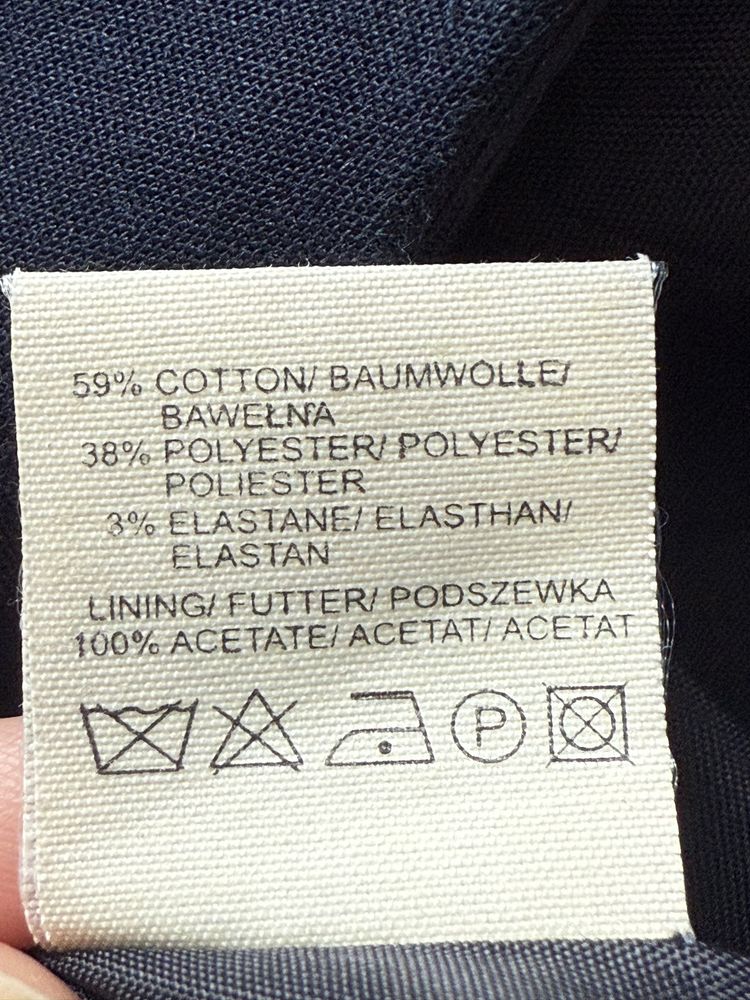 59% COTTON/ BAUMWOLLE/
BAWEŁNA
38% POLYESTER/ POLYESTER/
POLIESTER
3% ELASTANE/ ELASTHAN/
ELASTAN
LINING/ FUTTER/ PODSZEWKA
100% ACETATE/ ACETAT/ ACETAT
P